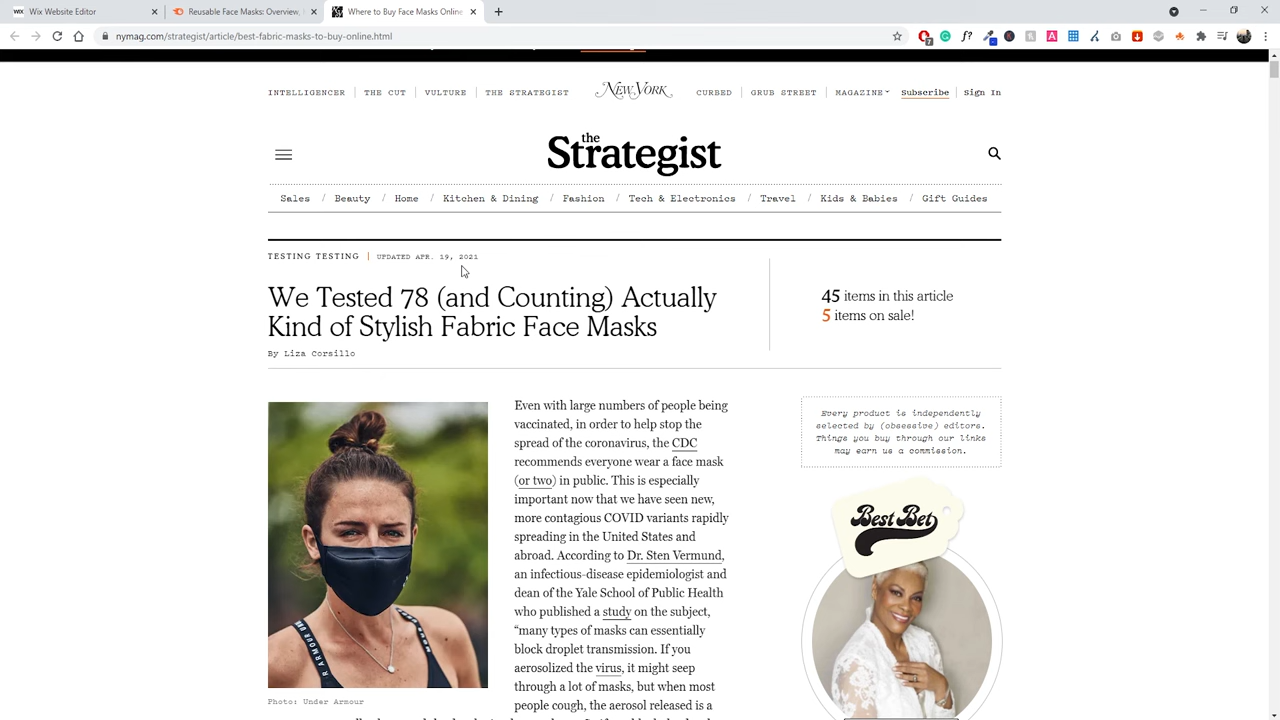 Wix Website Editor
Reusable Face Masks: Overview,
Where to Buy Face Masks Online
nymag.com/strategist/article/best-fabric-masks-to-buy-online.html
INTELLIGENCER
THE CUT
VULTURE
THE STRATEGIST
NEW YORK
CURBED
GRUB STREET
MAGAZINE
Subscribe
Sign In
the
Strategist
Sales / Beauty / Home / Kitchen & Dining / Fashion / Tech & Electronics / Travel / Kids & Babies / Gift Guides
TESTING TESTING | UPDATED APR. 19, 2021
We Tested 78 (and Counting) Actually
Kind of Stylish Fabric Face Masks
By Liza Corsillo
45 items in this article
5 items on sale!
Even with large numbers of people being
vaccinated, in order to help stop the
spread of the coronavirus, the CDC
recommends everyone wear a face mask
(or two) in public. This is especially
important now that we have seen new,
more contagious COVID variants rapidly
spreading in the United States and
abroad. According to Dr. Sten Vermund,
an infectious-disease epidemiologist and
dean of the Yale School of Public Health
who published a study on the subject,
“many types of masks can essentially
block droplet transmission. If you
aerosolized the virus, it might seep
through a lot of masks, but when most
people cough, the aerosol released is a
Photo: Under Armour
Every product is independently
selected by (obsessive) editors.
Things you buy through our links
may earn us a commission.
Best Bet